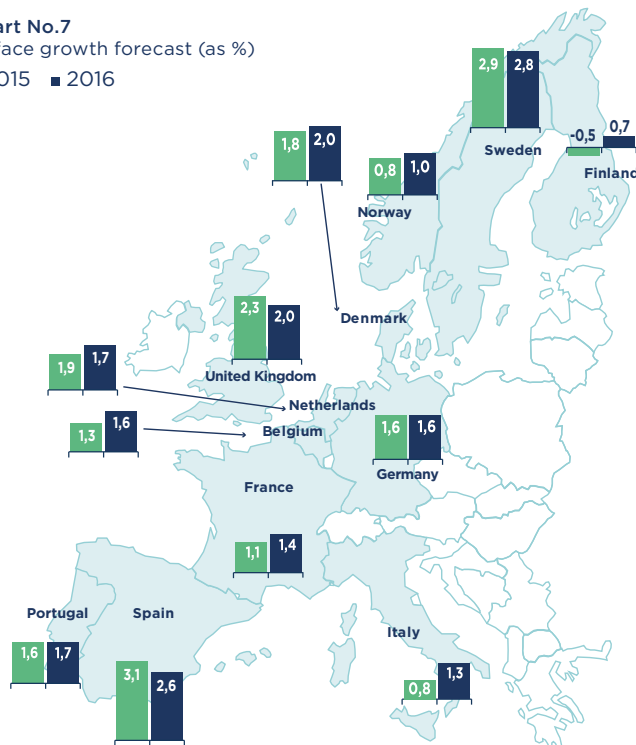 art No.7
face growth forecast (as %)
015 2016
2,9 2,8
Sweden
-0,5 0,7
Finland
1,8 2,0
0,8 1,0
Norway
Denmark
2,3 2,0
United Kingdom
1,9 1,7
Netherlands
1,3 1,6
Belgium
1,6 1,6
Germany
France
1,1 1,4
Portugal
1,6 1,7
Spain
3,1 2,6
Italy
0,8 1,3